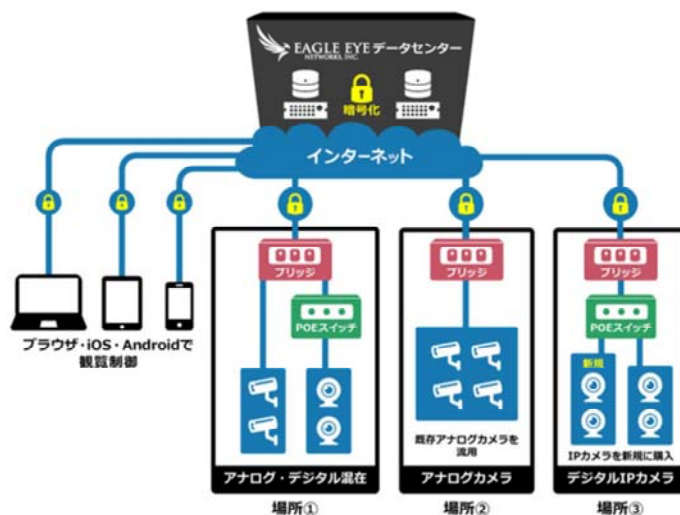 EAGLE EYE データセンター
NETWORKS, INC.
暗号化
インターネット
ブリッジ
ブリッジ
ブリッジ
POEスイッチ
POEスイッチ
ブラウザ・iOS・Androidで
観覧制御
新規
既存アナログカメラを
流用
IPカメラを新規に購入
アナログ・デジタル混在
アナログカメラ
デジタルIPカメラ
場所①
場所②
場所③